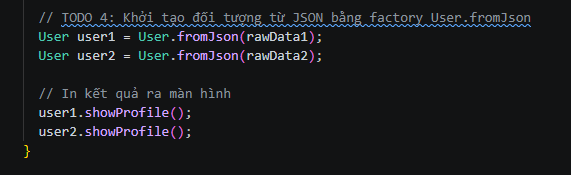 // TODO 4: Khởi tạo đối tượng từ JSON bằng factory User.fromJson
User user1 = User.fromJson(rawData1);
User user2 = User.fromJson(rawData2);
// In kết quả ra màn hình
user1.showProfile();
user2.showProfile();
}